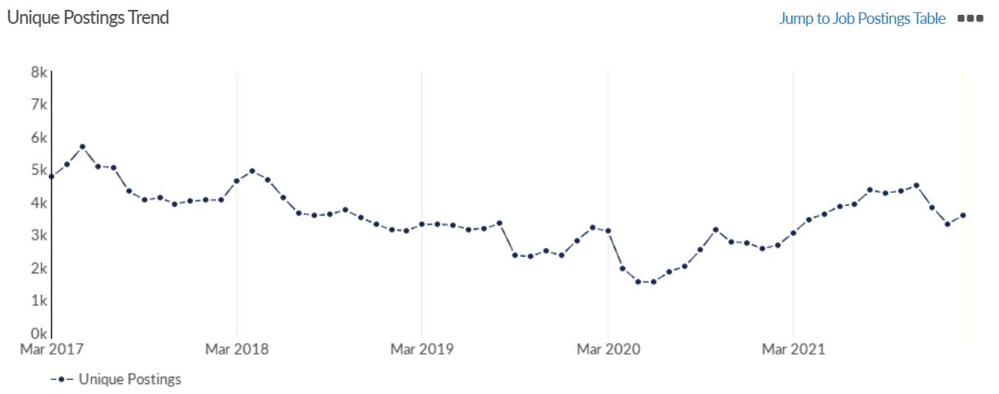 Unique Postings Trend
Jump to Job Postings Table
8k
7k
6k
5k
4k
3k
2k
1k
0k
Mar 2017 Mar 2018 Mar 2019 Mar 2020 Mar 2021
Unique Postings